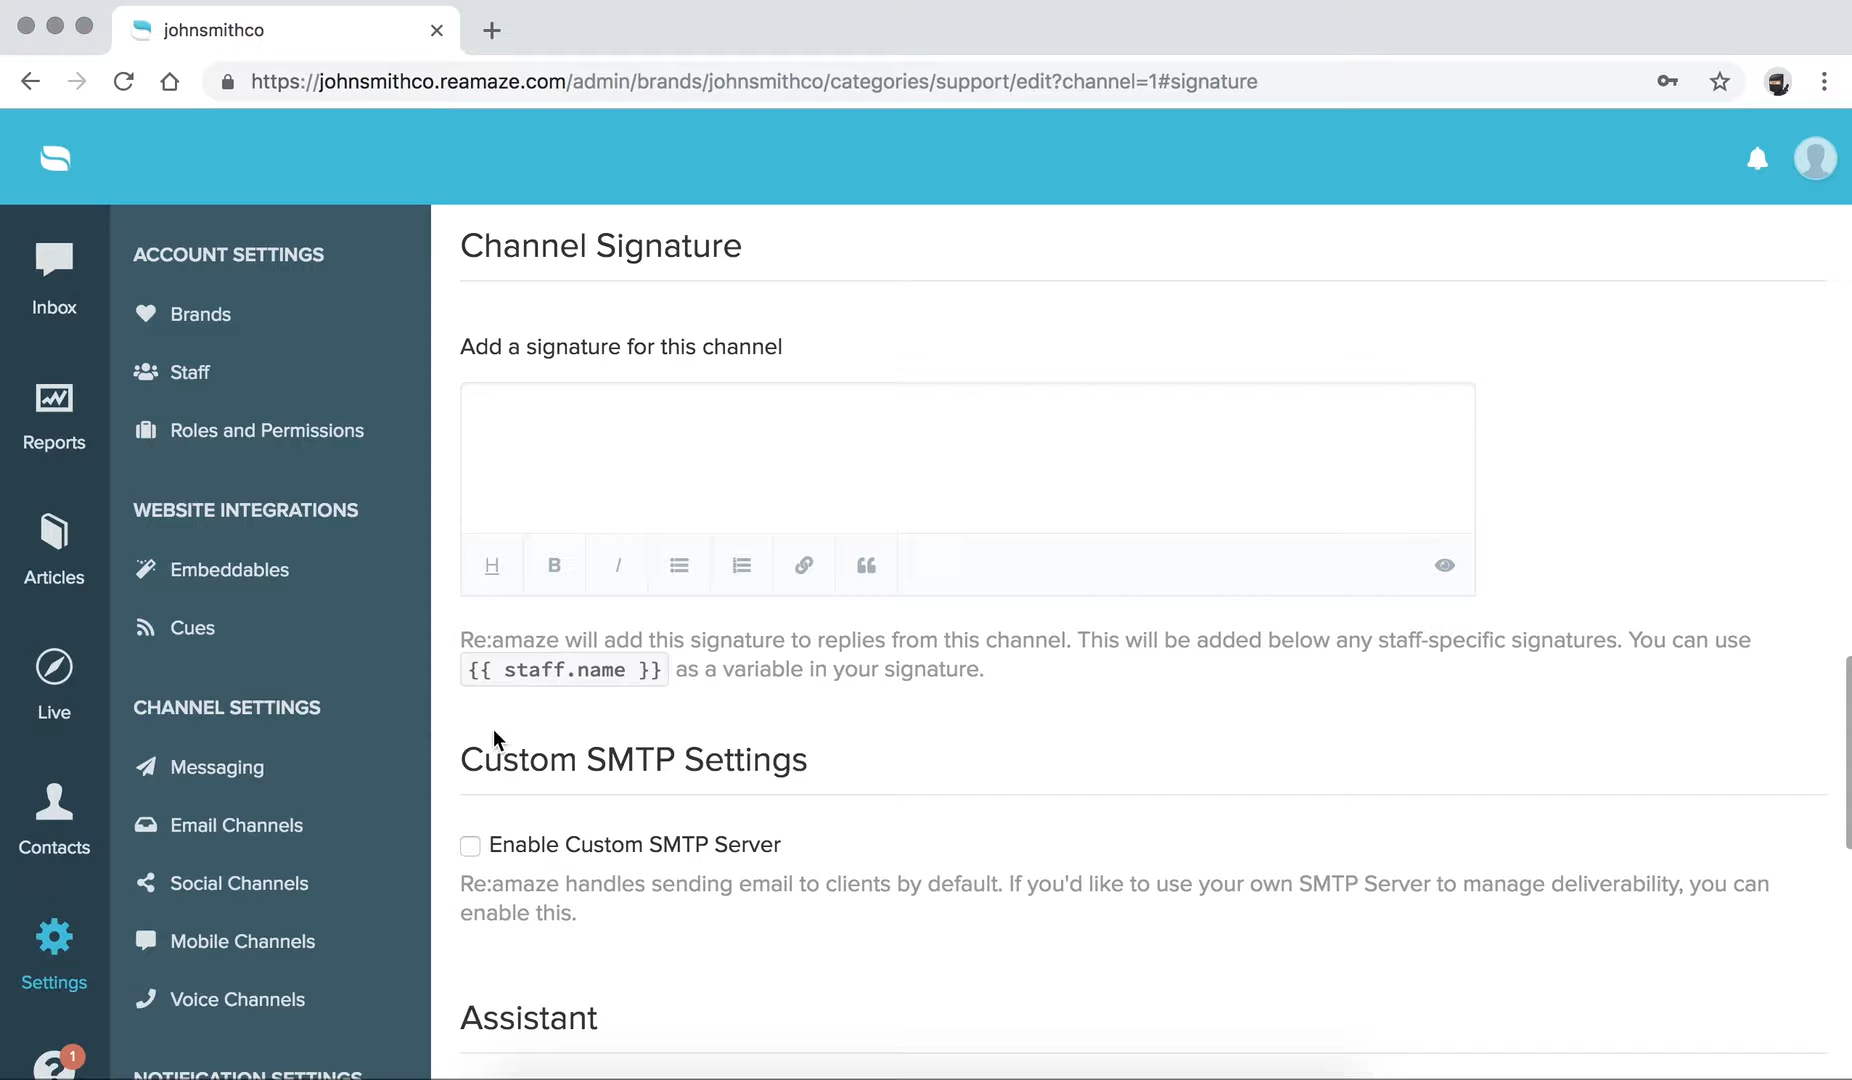 johnsmithco
https://johnsmithco.reamaze.com/admin/brands/johnsmithco/categories/support/edit?channel=1#signature
Inbox
Reports
Articles
Live
Contacts
Settings
?
1
ACCOUNT SETTINGS
Brands
Staff
Roles and Permissions
WEBSITE INTEGRATIONS
Embeddables
Cues
CHANNEL SETTINGS
Messaging
Email Channels
Social Channels
Mobile Channels
Voice Channels
NOTIFICATION SETTINGS
Channel Signature
Add a signature for this channel
H B I
Re:amaze will add this signature to replies from this channel. This will be added below any staff-specific signatures. You can use
{{ staff.name }} as a variable in your signature.
Custom SMTP Settings
Enable Custom SMTP Server
Re:amaze handles sending email to clients by default. If you'd like to use your own SMTP Server to manage deliverability, you can
enable this.
Assistant